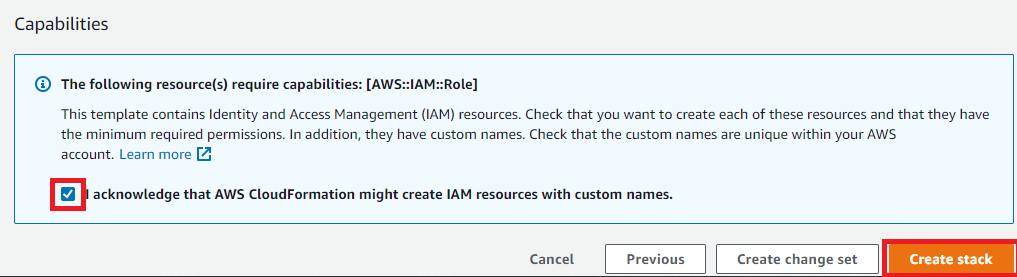 Capabilities
The following resource(s) require capabilities: [AWS::IAM::Role]
This template contains Identity and Access Management (IAM) resources. Check that you want to create each of these resources and that they have
the minimum required permissions. In addition, they have custom names. Check that the custom names are unique within your AWS
account. Learn more
I acknowledge that AWS CloudFormation might create IAM resources with custom names.
Cancel Previous Create change set Create stack